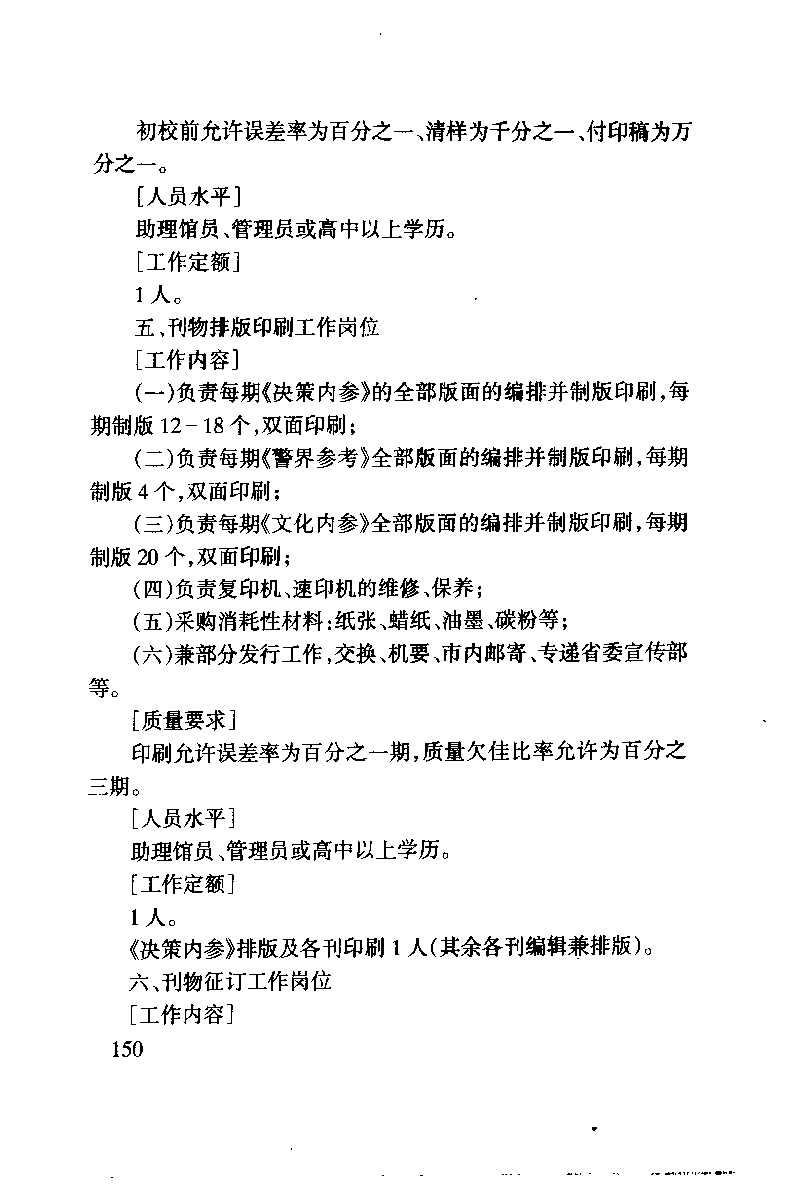 初校前允许误差率为百分之一、清样为千分之一、付印稿为万
分之一。
[人员水平]
助理馆员、管理员或高中以上学历。
[工作定额]
1人。
五、刊物排版印刷工作岗位
[工作内容]
(一)负责每期《决策内参》的全部版面的编排并制版印刷,每
期制版12-18个,双面印刷;
(二)负责每期《警界参考》全部版面的编排并制版印刷,每期
制版4个,双面印刷;
(三)负责每期《文化内参》全部版面的编排并制版印刷,每期
制版20个,双面印刷;
(四)负责复印机、速印机的维修、保养;
(五)采购消耗性材料:纸张、蜡纸、油墨、碳粉等;
(六)兼部分发行工作,交换、机要、市内邮寄、专递省委宣传部
等。
[质量要求]
印刷允许误差率为百分之一期,质量欠佳比率允许为百分之
三期。
[人员水平]
助理馆员、管理员或高中以上学历。
[工作定额]
1人。
《决策内参》排版及各刊印刷1人(其余各刊编辑兼排版)。
六、刊物征订工作岗位
[工作内容]
150